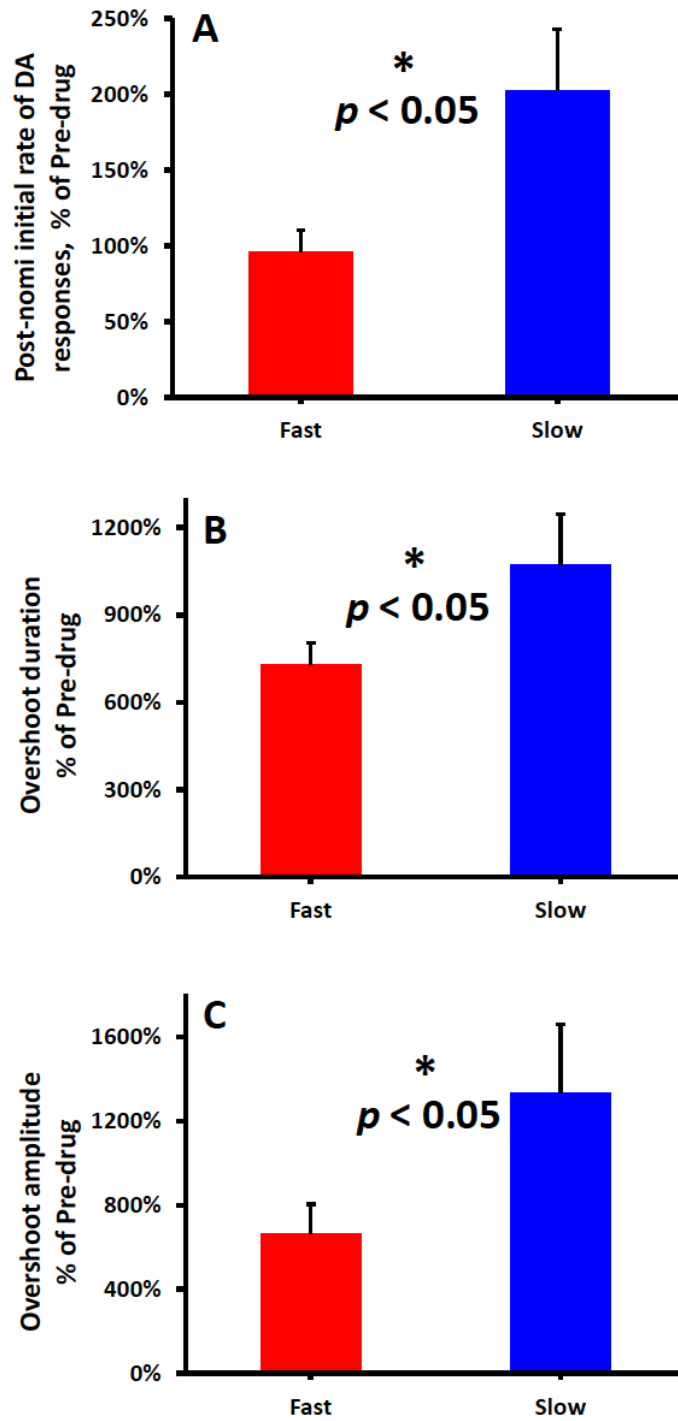 A
Post-nomi initial rate of DA
responses, % of Pre-drug
250%
200%
150%
100%
50%
0%
*
p < 0.05
Fast
Slow
B
Overshoot duration
% of Pre-drug
1200%
900%
600%
300%
0%
*
p < 0.05
Fast
Slow
C
Overshoot amplitude
% of Pre-drug
1600%
1200%
800%
400%
0%
*
p < 0.05
Fast
Slow